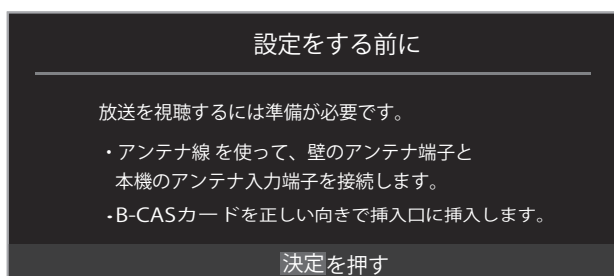 設定をする前に
放送を視聴するには準備が必要です。
・アンテナ線 を使って、壁のアンテナ端子と
本機のアンテナ入力端子を接続します。
・B-CASカードを正しい向きで挿入口に挿入します。
決定を押す